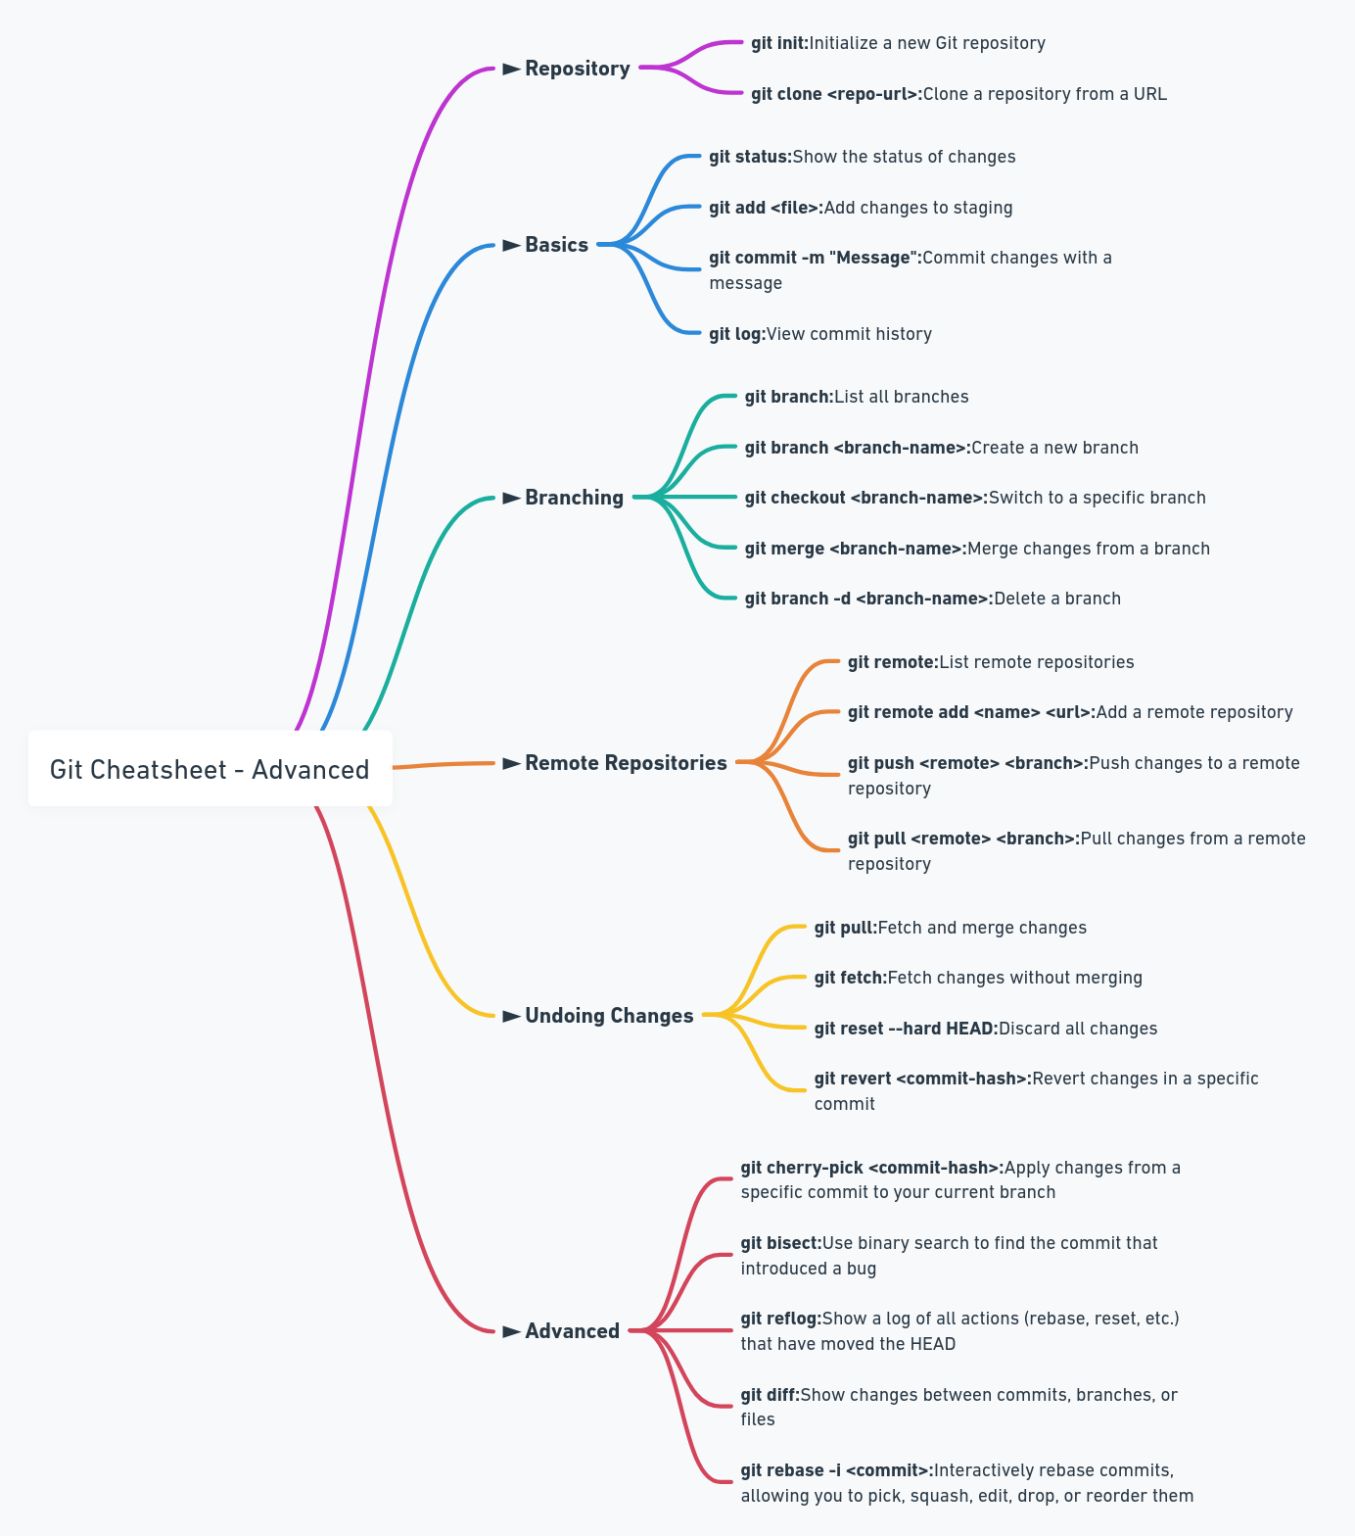 Git Cheatsheet - Advanced
► Repository
git init:Initialize a new Git repository
git clone <repo-url>:Clone a repository from a URL
► Basics
git status:Show the status of changes
git add <file>:Add changes to staging
git commit -m "Message":Commit changes with a
message
git log:View commit history
► Branching
git branch:List all branches
git branch <branch-name>:Create a new branch
git checkout <branch-name>:Switch to a specific branch
git merge <branch-name>:Merge changes from a branch
git branch -d <branch-name>:Delete a branch
► Remote Repositories
git remote:List remote repositories
git remote add <name> <url>:Add a remote repository
git push <remote> <branch>:Push changes to a remote
repository
git pull <remote> <branch>:Pull changes from a remote
repository
► Undoing Changes
git pull:Fetch and merge changes
git fetch:Fetch changes without merging
git reset --hard HEAD:Discard all changes
git revert <commit-hash>:Revert changes in a specific
commit
► Advanced
git cherry-pick <commit-hash>:Apply changes from a
specific commit to your current branch
git bisect:Use binary search to find the commit that
introduced a bug
git reflog:Show a log of all actions (rebase, reset, etc.)
that have moved the HEAD
git diff:Show changes between commits, branches, or
files
git rebase -i <commit>:Interactively rebase commits,
allowing you to pick, squash, edit, drop, or reorder them